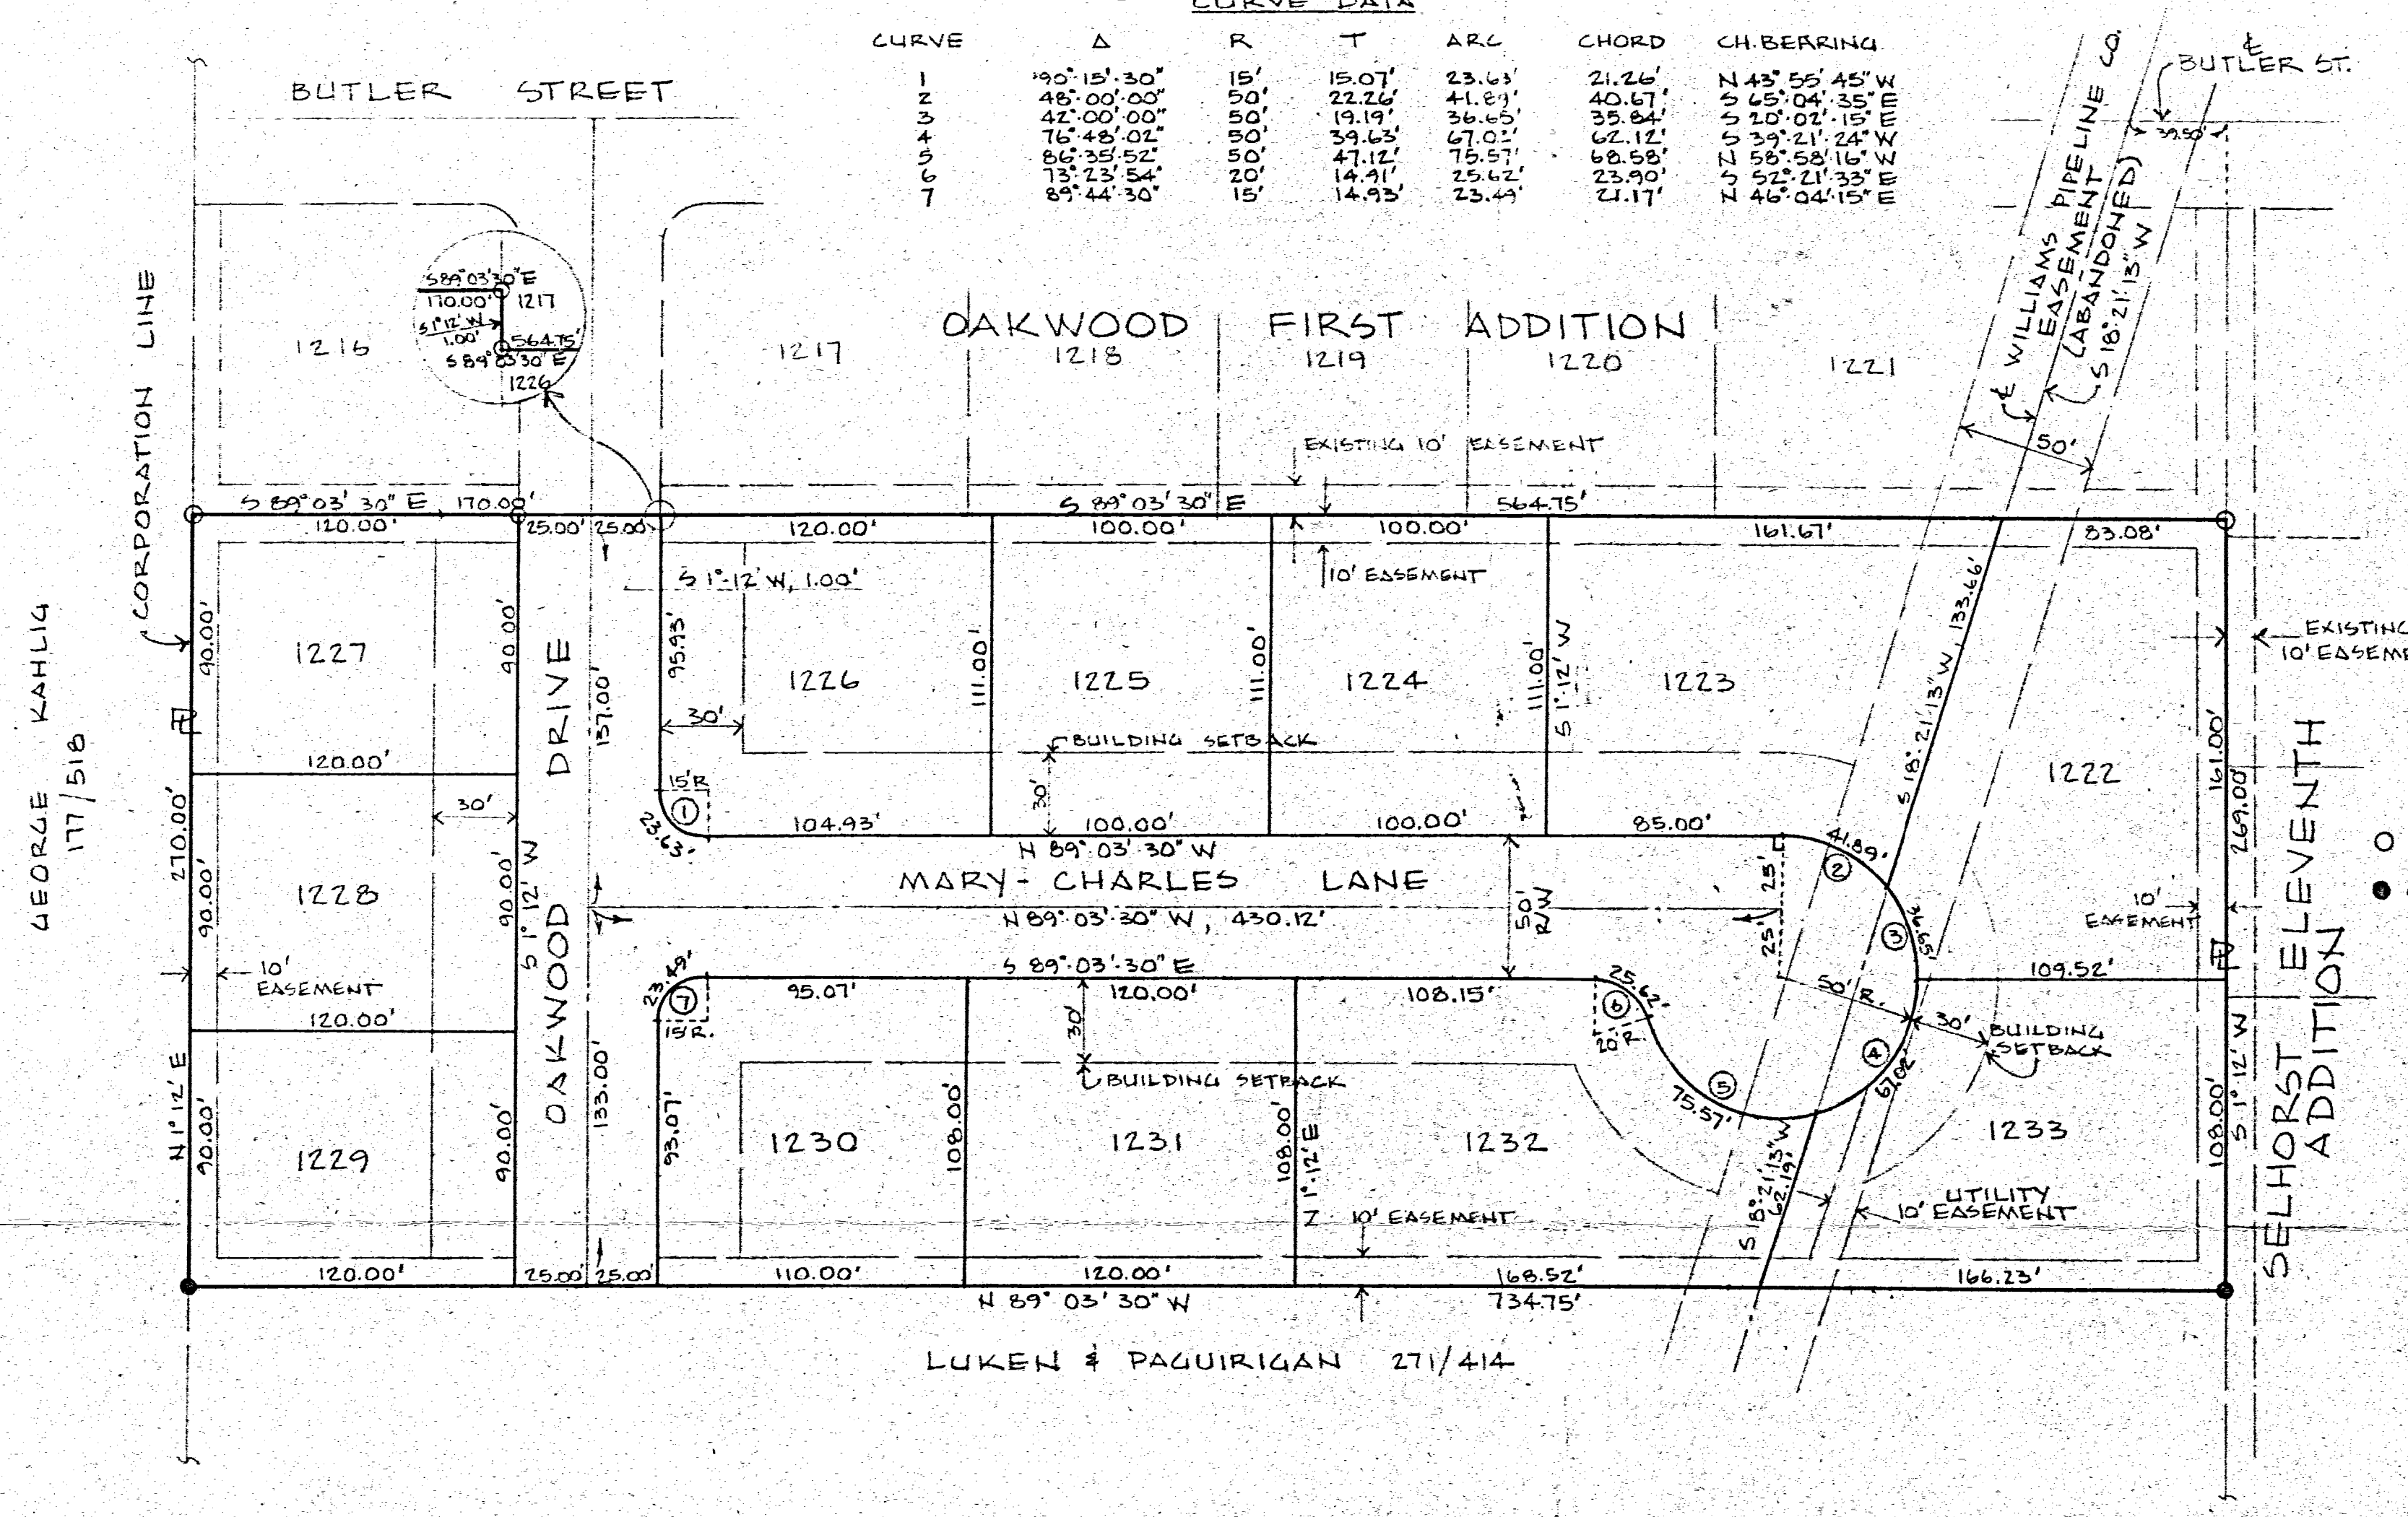 CURVE DATA
CURVE Δ R T ARC CHORD CH. BEARING
1 90°·15'·30" 15' 15.07' 23.63' 21.26' N 43° 55' 45" W
2 48°·00'·00" 50' 22.26' 41.89' 40.67' S 65°·04'·35" E
3 42°·00'·00" 50' 19.19' 36.65' 35.84' S 20°·02'·15" E
4 76°·48'·02" 50' 39.63' 67.02' 62.12' S 39°·21'·24" W
5 86°·35'·52" 50' 47.12' 75.57' 68.58' N 58°·58'·16" W
6 73°·23'·54" 20' 14.91' 25.62' 23.90' S 52°·21'·33" E
7 89°·44'·30" 15' 14.93' 23.49' 21.17' N 46°·04'·15" E
BUTLER STREET
℄ BUTLER ST.
39.50'
℄ WILLIAMS PIPELINE CO.
EASEMENT
(ABANDONED)
S 18°·21'·13" W
50'
CORPORATION LINE
S 89° 03' 30" E
170.00' 1217
S 1° 12' W
1.00' 564.75'
S 89° 03' 30" E
1226
OAKWOOD FIRST ADDITION
1216 1217 1218 1219 1220 1221
EXISTING 10' EASEMENT
S 89° 03' 30" E 170.00'
S 89° 03' 30" E 564.75'
120.00' 25.00' 25.00' 120.00' 100.00' 100.00' 161.67' 83.08'
S 1°-12' W, 1.00'
10' EASEMENT
EXISTING
90.00' 90.00' 95.93' 111.00' 111.00' 111.00' S 1°·12' W
S 18°·21'·13" W, 133.66'
1227 1226 1225 1224 1223 1222
GEORGE KAHLIG
177/518
OAKWOOD DRIVE
137.00'
30'
BUILDING SETBACK
30'
161.00'
269.00'
120.00'
15' R
1
23.63'
104.93' 100.00' 100.00' 85.00'
N 89° 03' 30" W
41.89'
2
270.00'
30'
90.00' 90.00' S 1° 12' W
1228
MARY-CHARLES LANE
N 89°·03'·30" W, 430.12'
50' R/W
25' 25'
36.65'
3
10'
EASEMENT
10'
EASEMENT
S 89°·03'·30" E
23.49'
7
15' R.
95.07' 120.00' 108.15'
25.62'
6
20' R.
50' R.
109.52'
30'
BUILDING
SETBACK
120.00'
30'
BUILDING SETBACK
4
67.02'
5
75.57'
N 1° 12' E
90.00' 90.00' 133.00' 93.07' 108.00' 108.00' N 1°·12' E
1229 1230 1231 1232 1233
S 18°·21'·13" W
62.19'
108.00'
S 1° 12' W
UTILITY
10' EASEMENT
10' EASEMENT
120.00' 25.00' 25.00' 110.00' 120.00' 168.52' 166.23'
N 89° 03' 30" W 734.75'
SELHORST ELEVENTH
ADDITION
LUKEN & PAGUIRIGAN 271/414